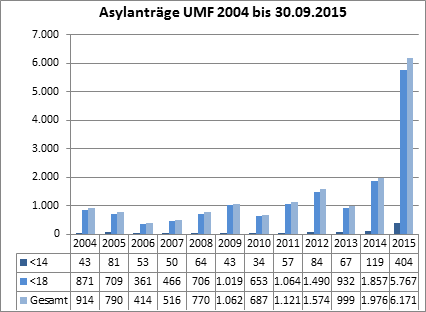 Asylanträge UMF 2004 bis 30.09.2015
7.000
6.000
5.000
4.000
3.000
2.000
1.000
0
2004 2005 2006 2007 2008 2009 2010 2011 2012 2013 2014 2015
<14 43 81 53 50 64 43 34 57 84 67 119 404
<18 871 709 361 466 706 1.019 653 1.064 1.490 932 1.857 5.767
Gesamt 914 790 414 516 770 1.062 687 1.121 1.574 999 1.976 6.171